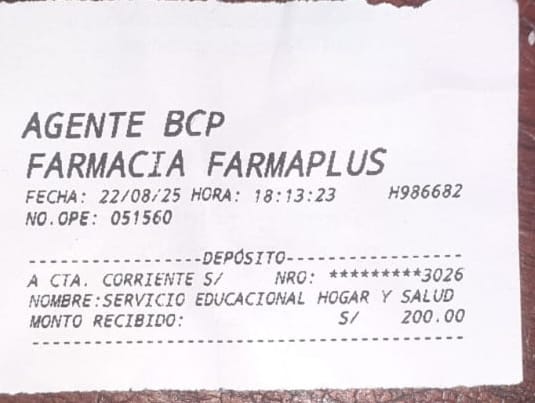 AGENTE BCP
FARMACIA FARMAPLUS
FECHA: 22/08/25 HORA: 18:13:23 H986682
NO.OPE: 051560
------------------DEPÓSITO------------------
A CTA. CORRIENTE S/ NRO: *********3026
NOMBRE:SERVICIO EDUCACIONAL HOGAR Y SALUD
MONTO RECIBIDO: S/ 200.00
--------------------------------------------